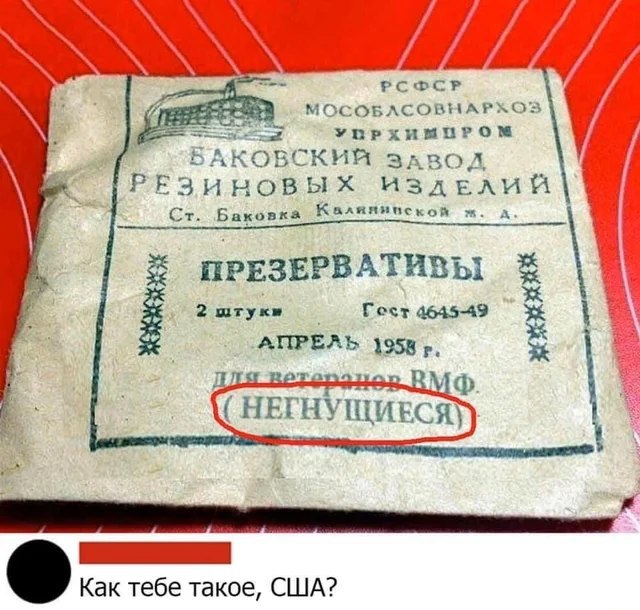 РСФСР
МОСОБЛСОВНАРХОЗ
УПРХИМПРОМ
БАКОВСКИЙ ЗАВОД
РЕЗИНОВЫХ ИЗДЕЛИЙ
Ст. Баковка Калининской ж. д.
ПРЕЗЕРВАТИВЫ
2 штуки Гост 4645-49
АПРЕЛЬ 1958 г.
для ветеранов ВМФ
( НЕГНУЩИЕСЯ)
Как тебе такое, США?